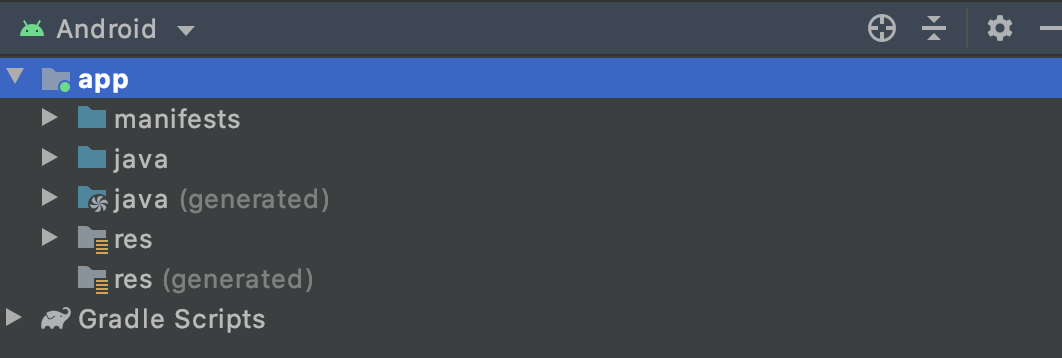 Android
app
manifests
java
java (generated)
res
res (generated)
Gradle Scripts